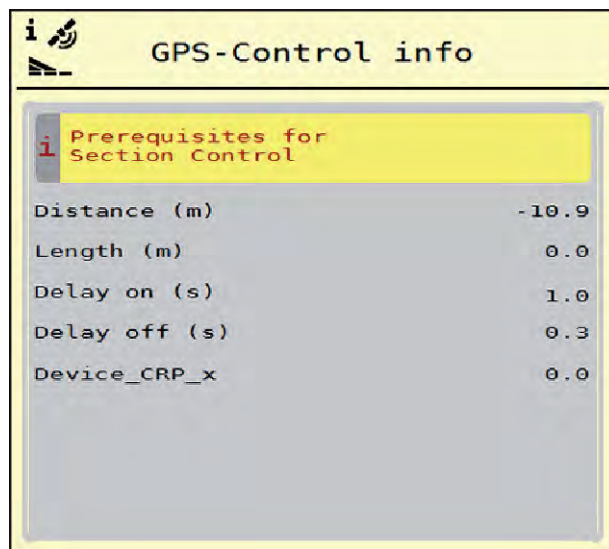 i
GPS-Control info
i Prerequisites for
Section Control
Distance (m) -10.9
Length (m) 0.0
Delay on (s) 1.0
Delay off (s) 0.3
Device_CRP_x 0.0